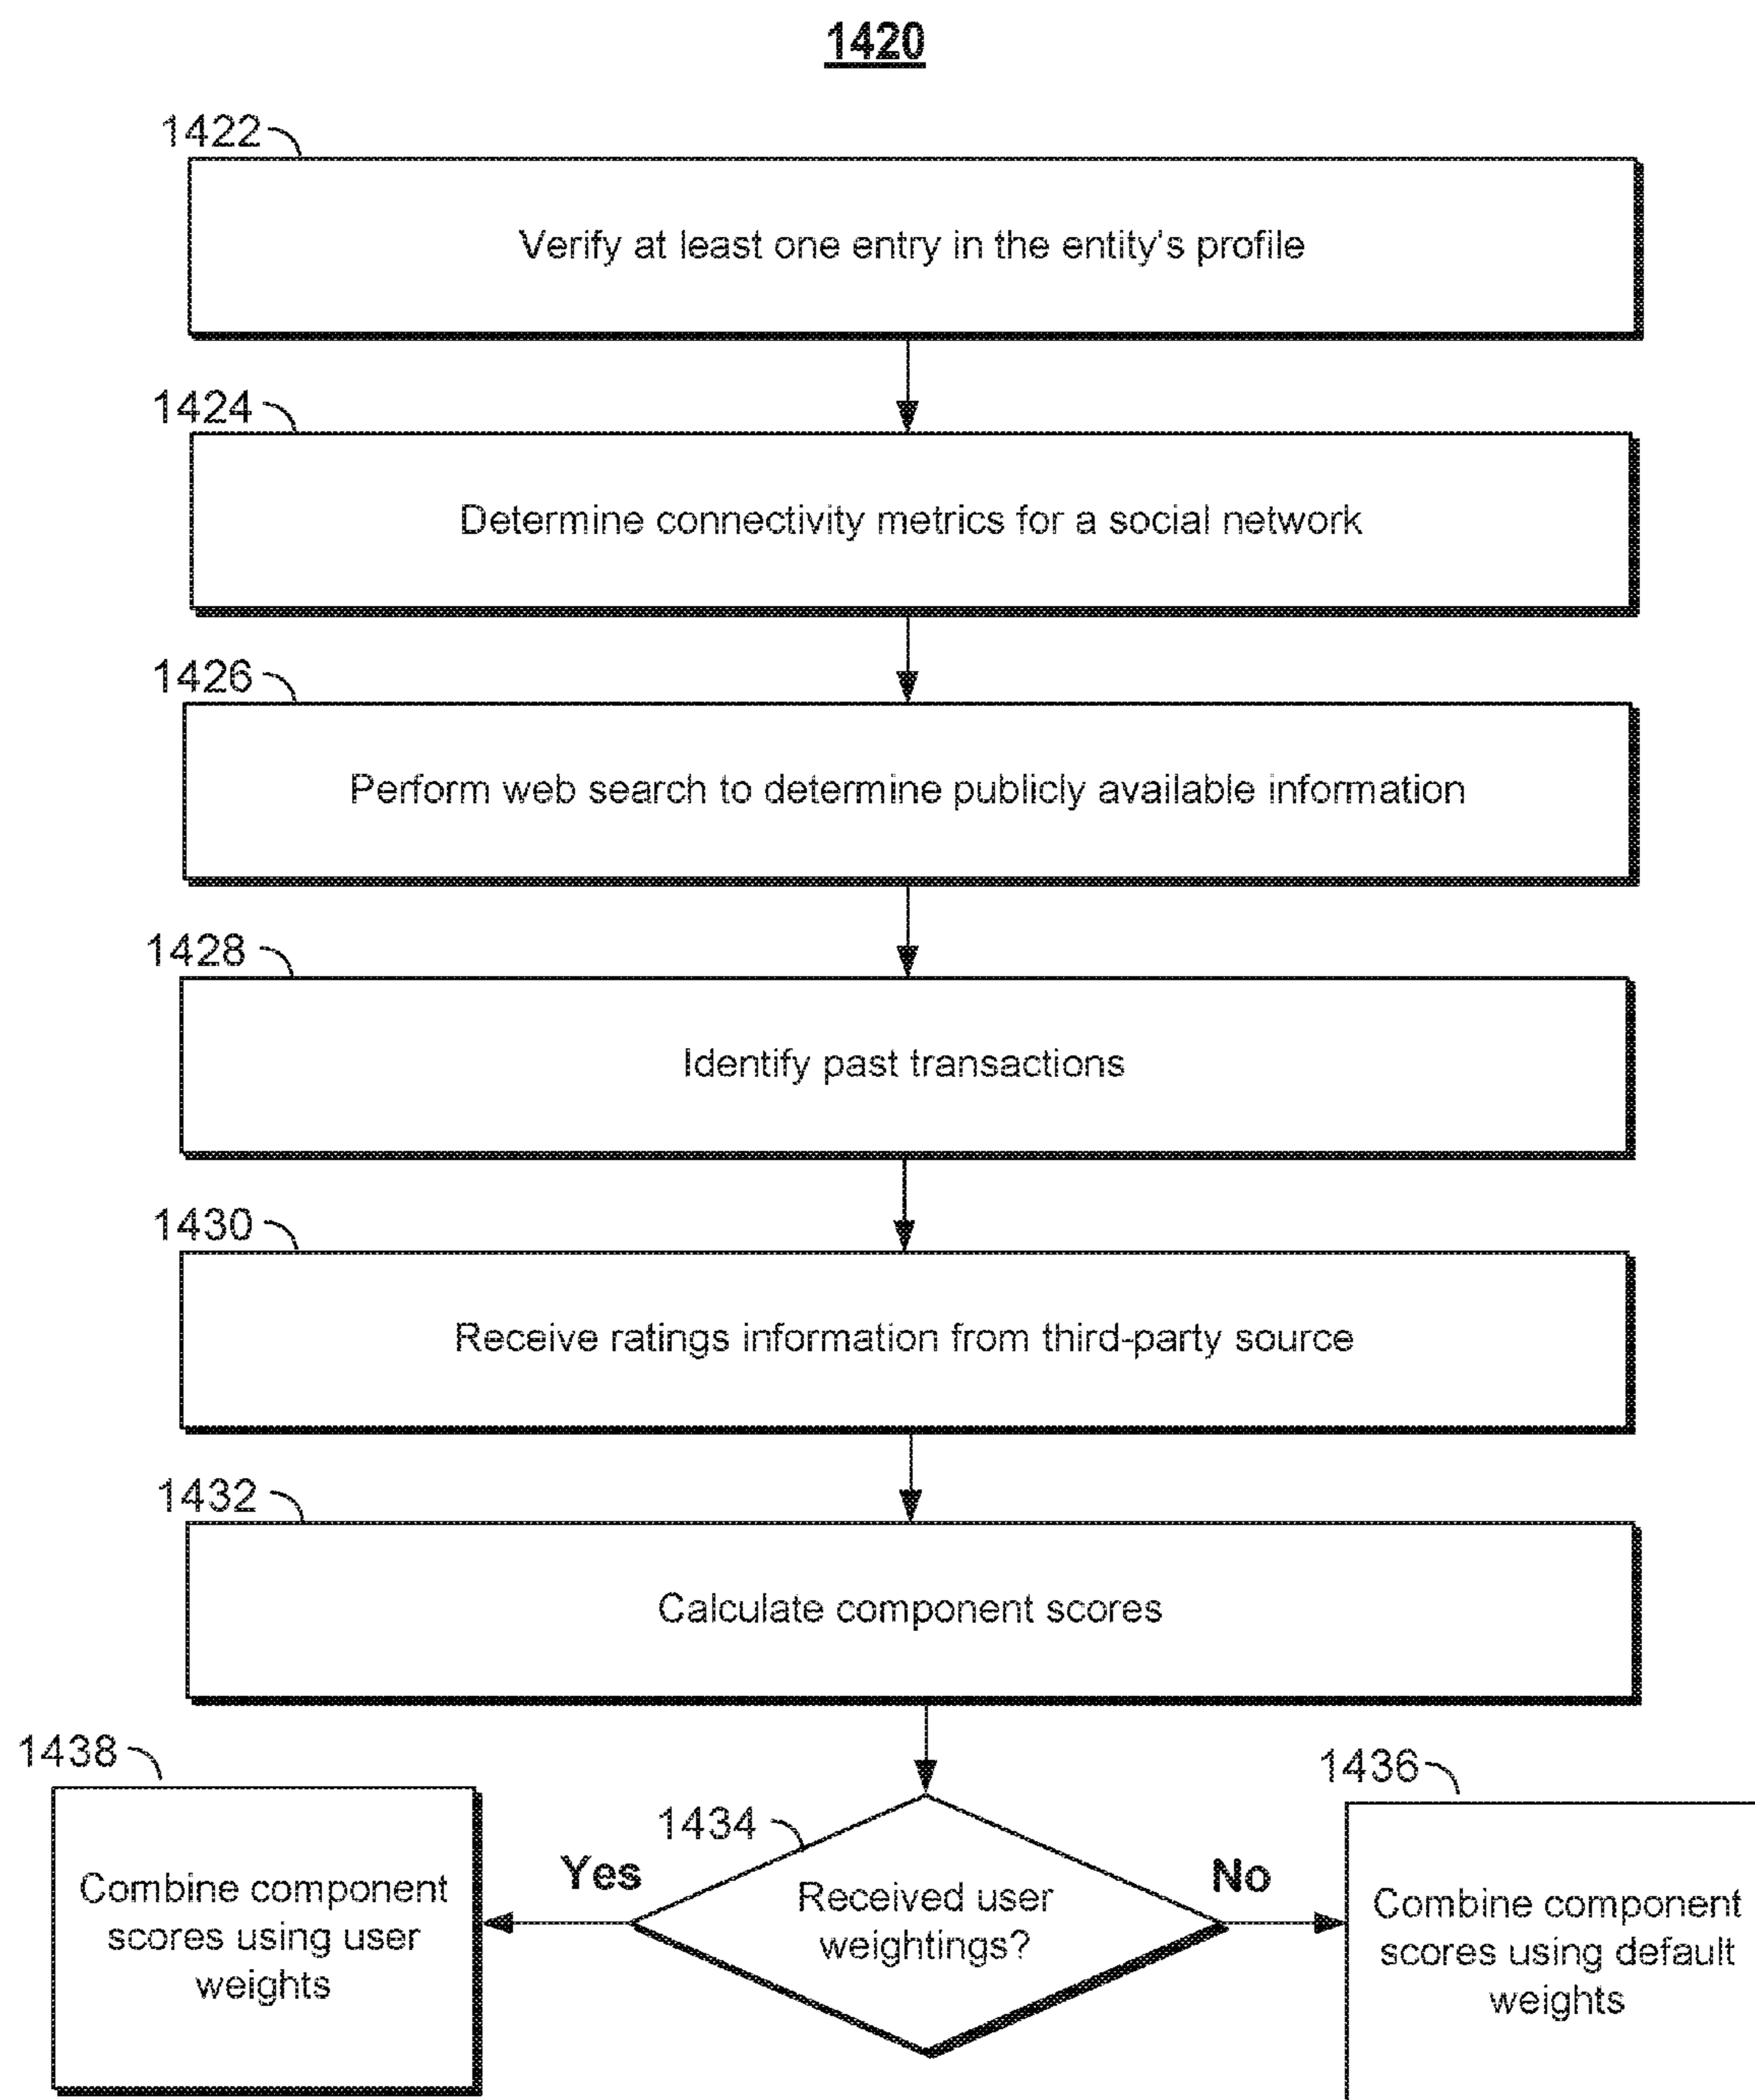 1420
1422
Verify at least one entry in the entity's profile
1424
Determine connectivity metrics for a social network
1426
Perform web search to determine publicly available information
1428
Identify past transactions
1430
Receive ratings information from third-party source
1432
Calculate component scores
1438
Combine component
scores using user
weights
Yes
1434
Received user
weightings?
No
1436
Combine component
scores using default
weights